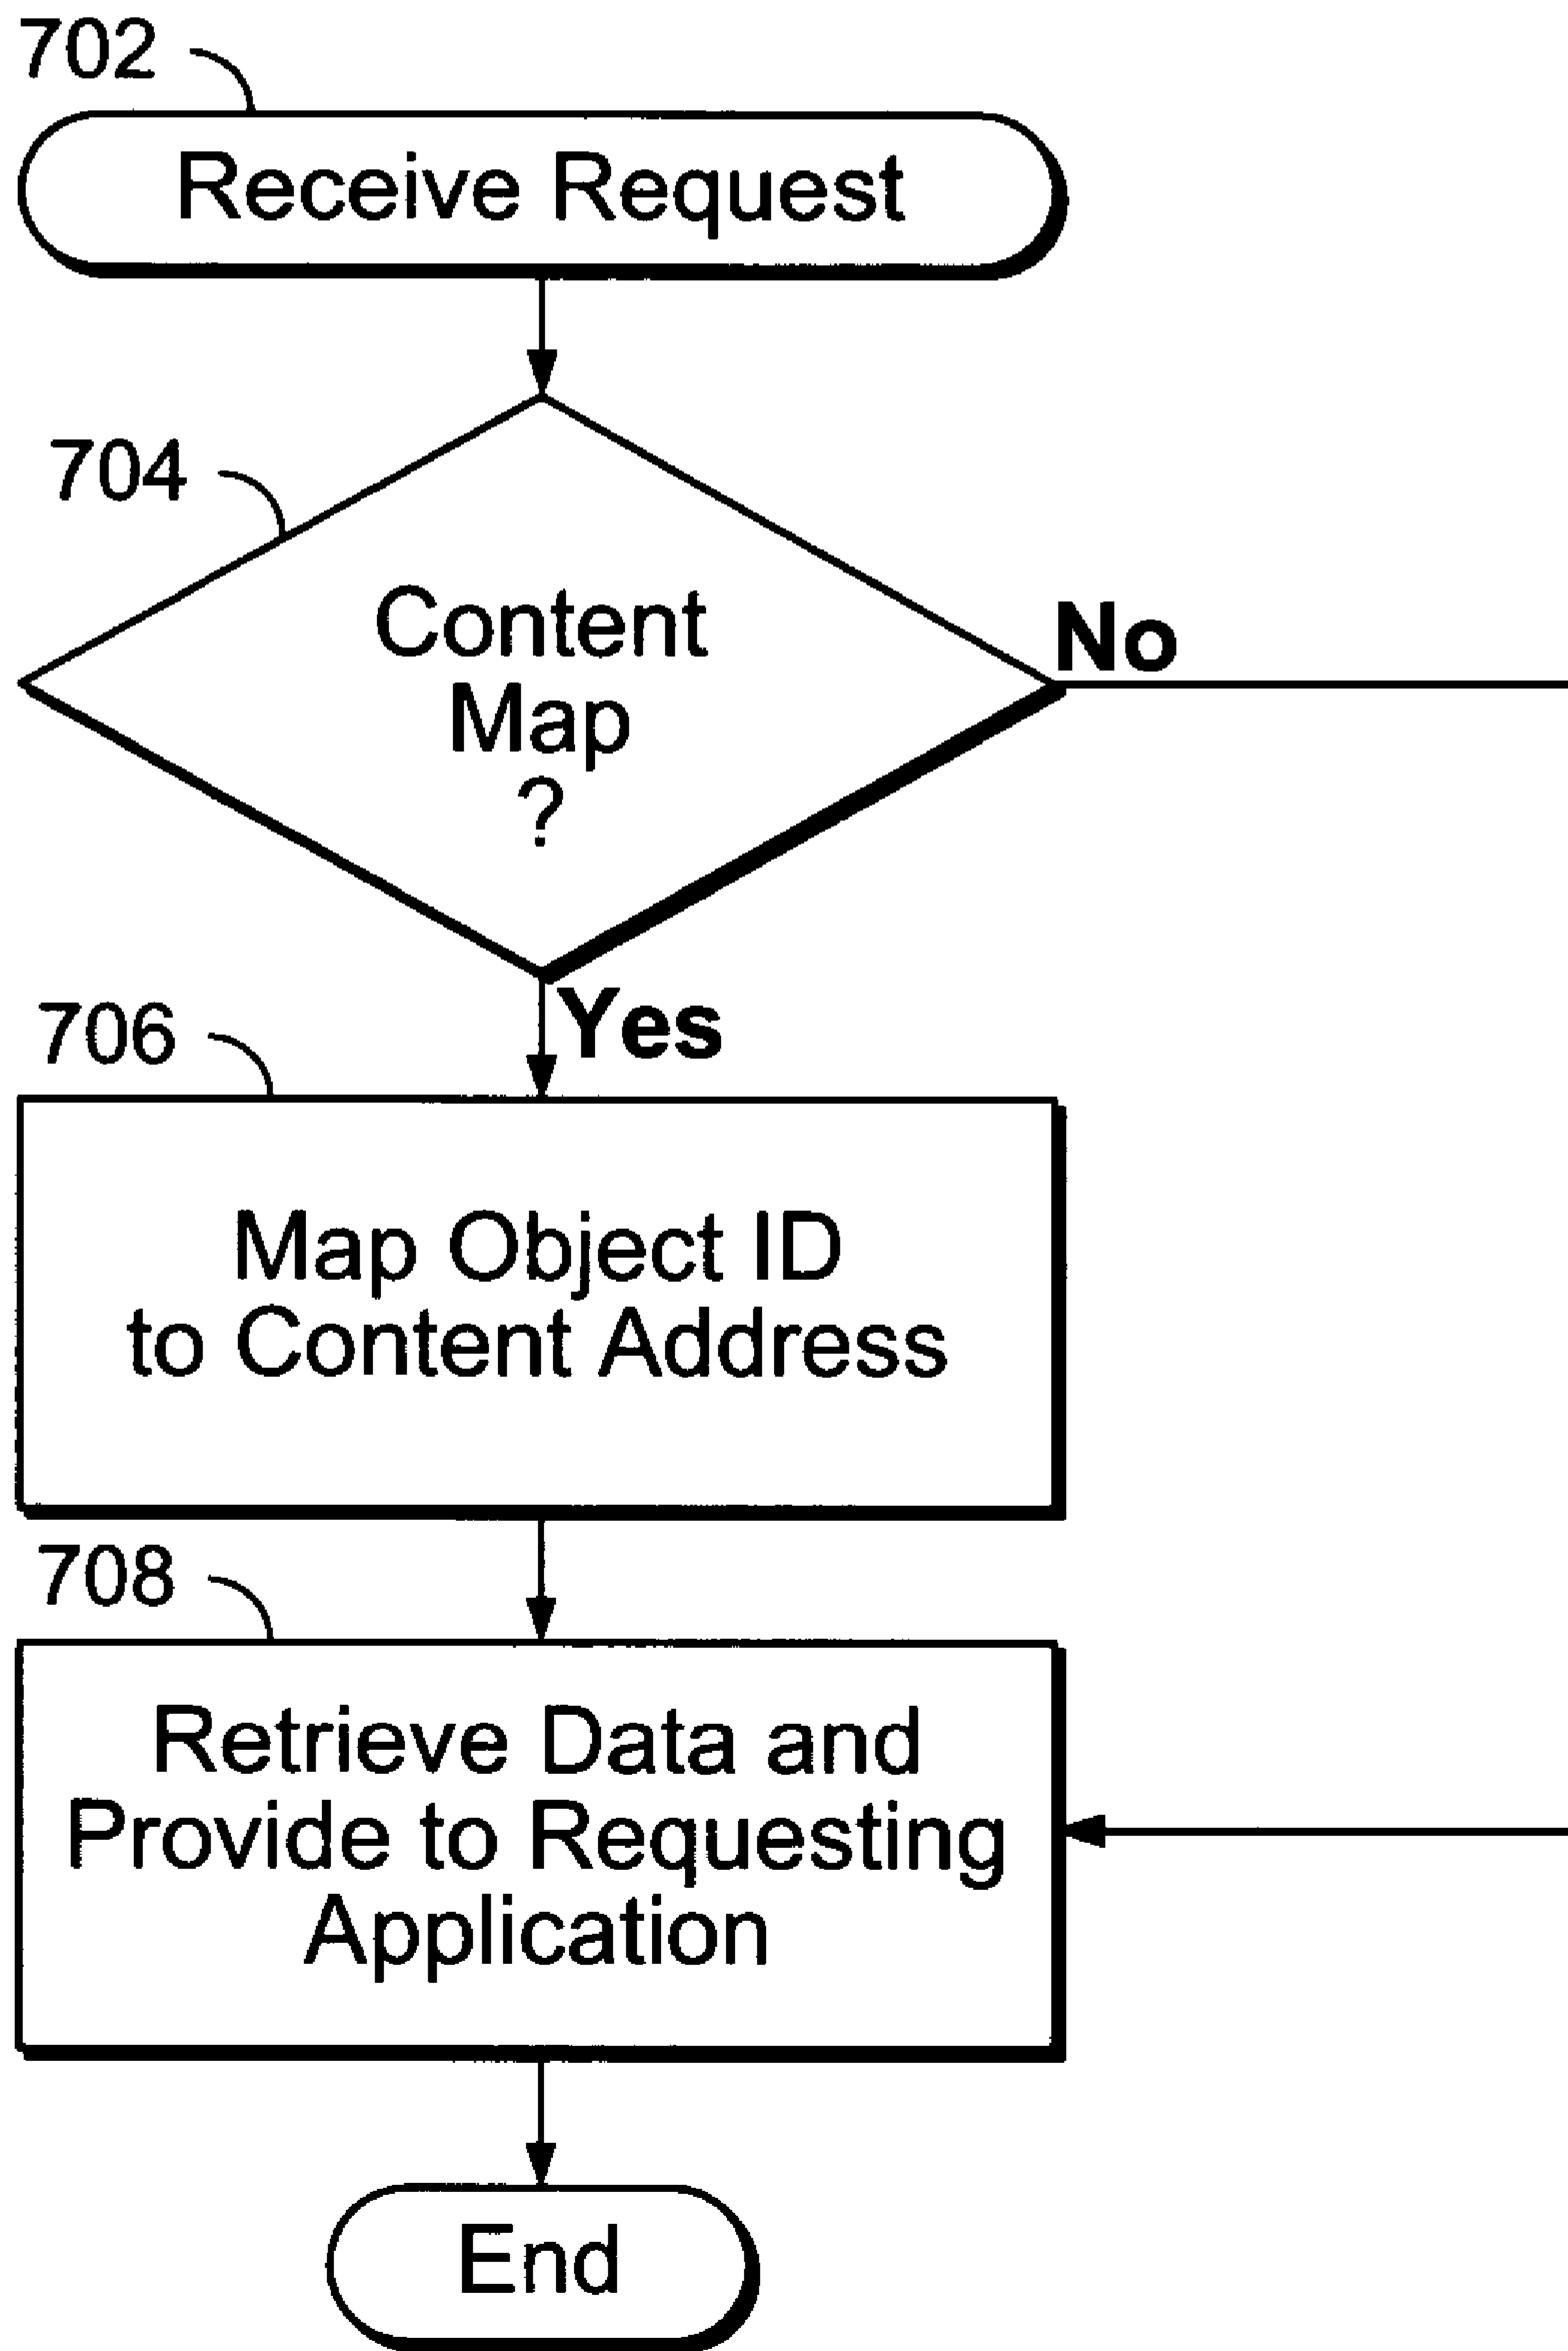 702
Receive Request
704
Content
Map
?
No
Yes
706
Map Object ID
to Content Address
708
Retrieve Data and
Provide to Requesting
Application
End